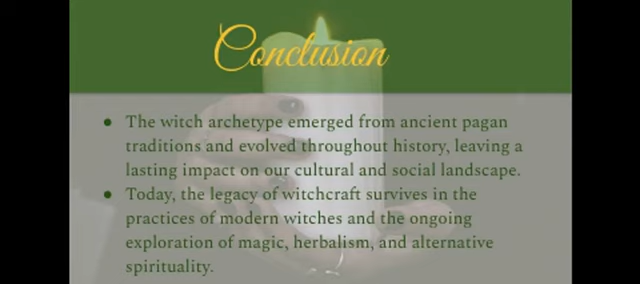 Conclusion
● The witch archetype emerged from ancient pagan
traditions and evolved throughout history, leaving a
lasting impact on our cultural and social landscape.
● Today, the legacy of witchcraft survives in the
practices of modern witches and the ongoing
exploration of magic, herbalism, and alternative
spirituality.